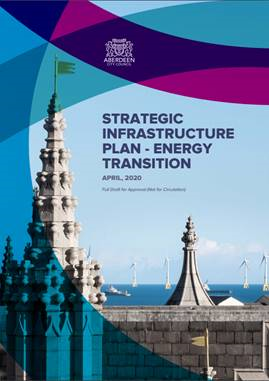 ABERDEEN
CITY COUNCIL
STRATEGIC
INFRASTRUCTURE
PLAN - ENERGY
TRANSITION
APRIL, 2020
Full Draft for Approval (Not for Circulation)